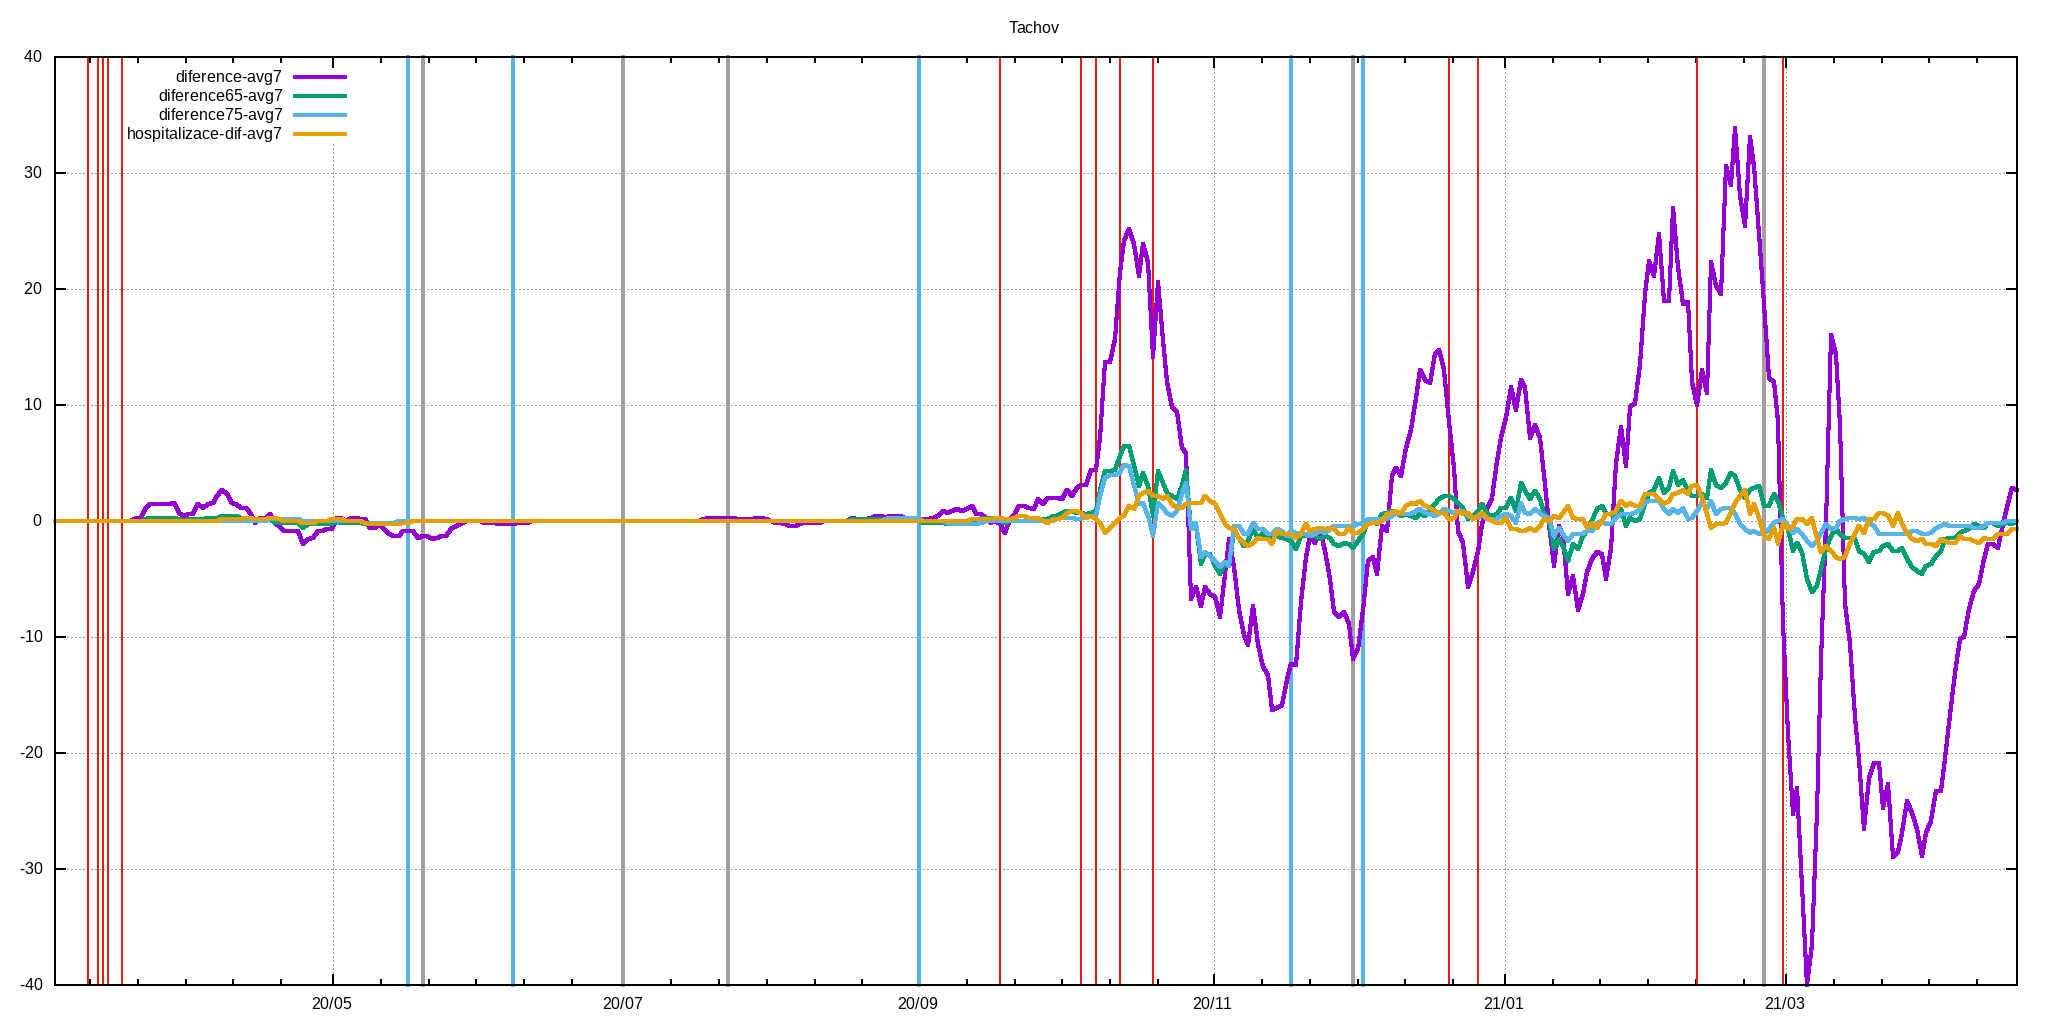 Tachov
40
diference-avg7
diference65-avg7
diference75-avg7
hospitalizace-dif-avg7
30
20
10
0
-10
-20
-30
-40
20/05 20/07 20/09 20/11 21/01 21/03